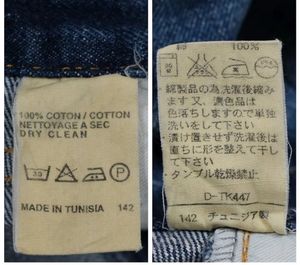 100% COTON / COTTON
NETTOYAGE A SEC
DRY CLEAN
30
P
MADE IN TUNISIA 142
綿 100%
綿製品の為洗濯後縮み
ます 又、濃色品は
色落ちしますので単独
洗いをして下さい
漬け置きせず洗濯後は
直ちに形を整えて干し
て下さい
・タンブル乾燥禁止
D-TK447
142 チュニジア製